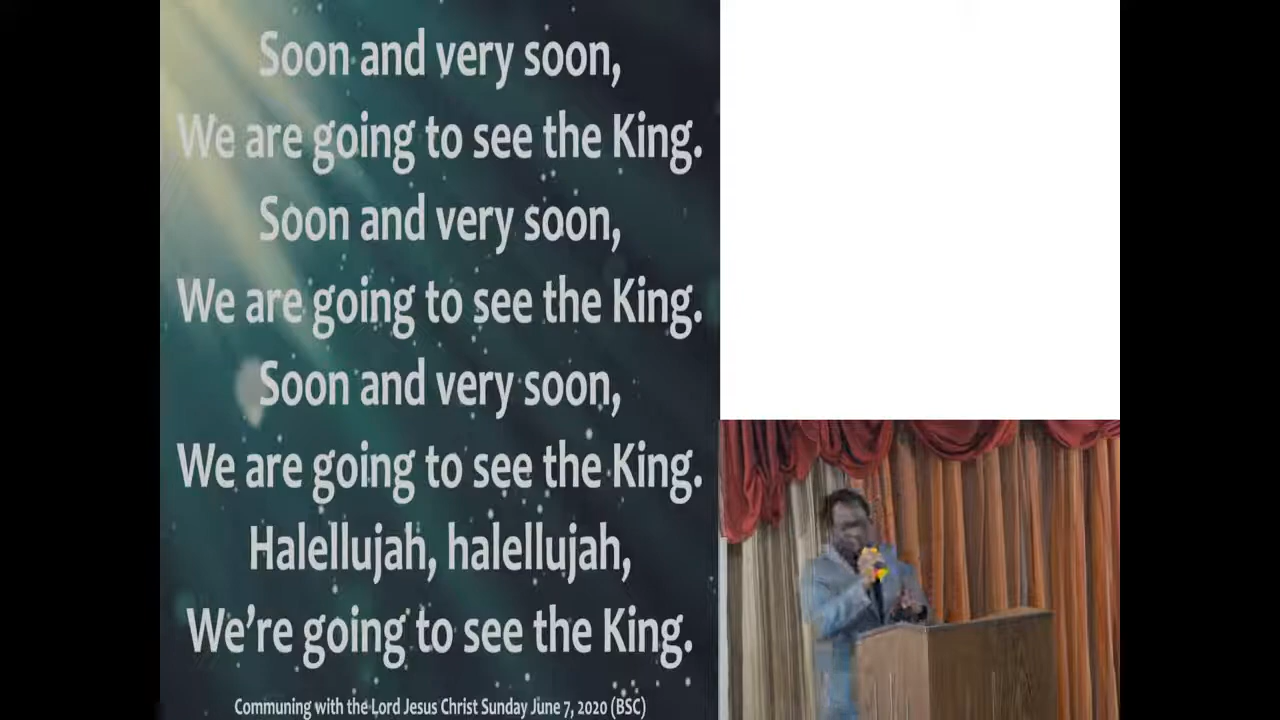 Soon and very soon,
We are going to see the King.
Soon and very soon,
We are going to see the King.
Soon and very soon,
We are going to see the King.
Halellujah, halellujah,
We’re going to see the King.
Communing with the Lord Jesus Christ Sunday June 7, 2020 (BSC)